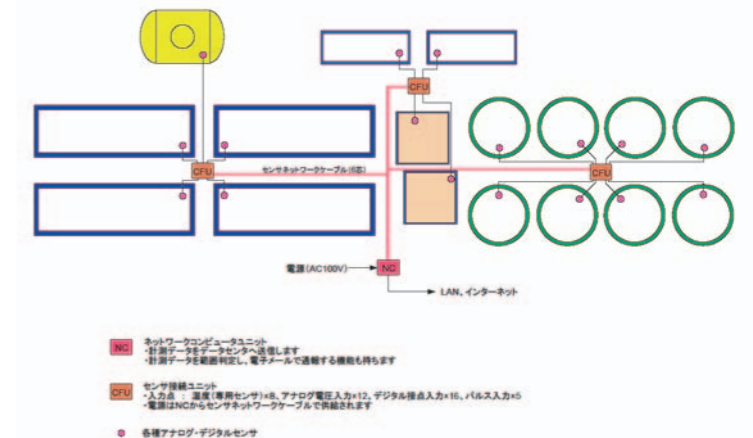 CFU
CFU
センサネットワークケーブル(6芯)
CFU
電源(AC100V)
NC
LAN、インターネット
NC
ネットワークコンピュータユニット
・計測データをデータセンタへ送信します
・計測データを範囲判定し、電子メールで通報する機能も持ちます
CFU
センサ接続ユニット
・入力点 : 温度(専用センサ)×8、アナログ電圧入力×12、デジタル接点入力×16、パルス入力×5
・電源はNCからセンサネットワークケーブルで供給されます
各種アナログ・デジタルセンサ